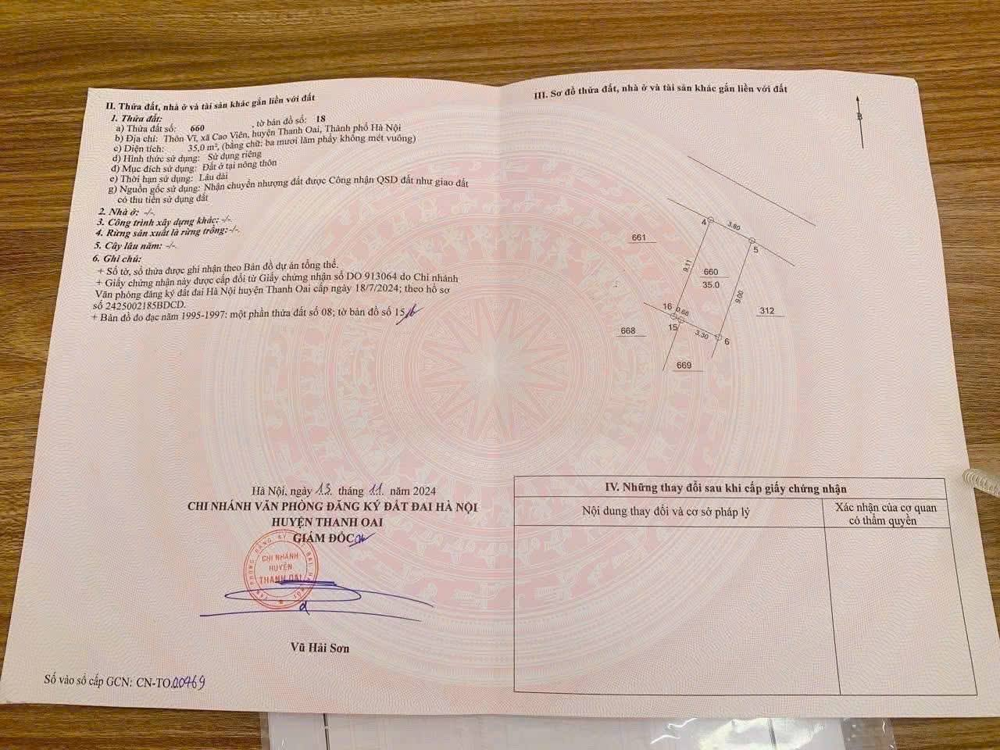 II. Thửa đất, nhà ở và tài sản khác gắn liền với đất
1. Thửa đất:
a) Thửa đất số: 660 , tờ bản đồ số: 18
b) Địa chỉ: Thôn Vĩ, xã Cao Viên, huyện Thanh Oai, Thành phố Hà Nội
c) Diện tích: 35,0 m², (bằng chữ: ba mươi lăm phẩy không mét vuông)
d) Hình thức sử dụng: Sử dụng riêng
đ) Mục đích sử dụng: Đất ở tại nông thôn
e) Thời hạn sử dụng: Lâu dài
g) Nguồn gốc sử dụng: Nhận chuyển nhượng đất được Công nhận QSD đất như giao đất
có thu tiền sử dụng đất
2. Nhà ở: -/-.
3. Công trình xây dựng khác: -/-.
4. Rừng sản xuất là rừng trồng: -/-.
5. Cây lâu năm: -/-.
6. Ghi chú:
+ Số tờ, số thửa được ghi nhận theo Bản đồ dự án tổng thể.
+ Giấy chứng nhận này được cấp đổi từ Giấy chứng nhận số DO 913064 do Chi nhánh
Văn phòng đăng ký đất đai Hà Nội huyện Thanh Oai cấp ngày 18/7/2024; theo hồ sơ
số 2425002185BDCD.
+ Bản đồ đo đạc năm 1995-1997: một phần thửa đất số 08; tờ bản đồ số 15
Hà Nội, ngày 13 tháng 11 năm 2024
CHI NHÁNH VĂN PHÒNG ĐĂNG KÝ ĐẤT ĐAI HÀ NỘI
HUYỆN THANH OAI
GIÁM ĐỐC
CHI NHÁNH
HUYỆN
THANH OAI
Vũ Hải Sơn
Số vào sổ cấp GCN: CN-TO.00969
III. Sơ đồ thửa đất, nhà ở và tài sản khác gắn liền với đất
B
4
3.80
5
661
9.11
660
35.0
9.00
312
16
0.66
15
3.30
6
668
669
IV. Những thay đổi sau khi cấp giấy chứng nhận
Nội dung thay đổi và cơ sở pháp lý
Xác nhận của cơ quan
có thẩm quyền